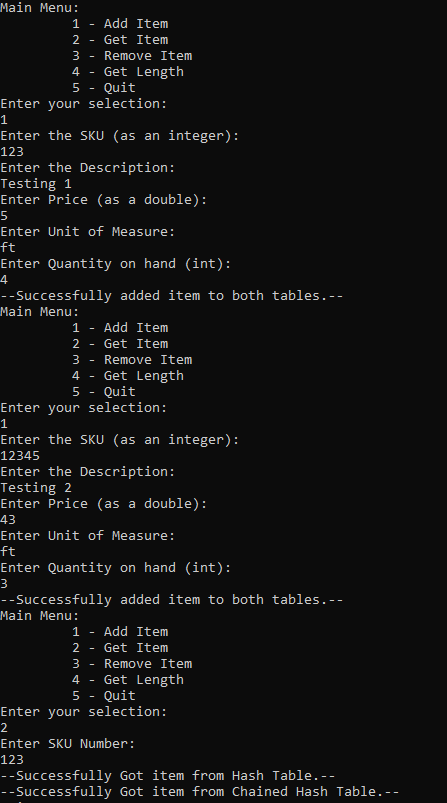 Main Menu:
1 - Add Item
2 - Get Item
3 - Remove Item
4 - Get Length
5 - Quit
Enter your selection:
1
Enter the SKU (as an integer):
123
Enter the Description:
Testing 1
Enter Price (as a double):
5
Enter Unit of Measure:
ft
Enter Quantity on hand (int):
4
--Successfully added item to both tables.--
Main Menu:
1 - Add Item
2 - Get Item
3 - Remove Item
4 - Get Length
5 - Quit
Enter your selection:
1
Enter the SKU (as an integer):
12345
Enter the Description:
Testing 2
Enter Price (as a double):
43
Enter Unit of Measure:
ft
Enter Quantity on hand (int):
3
--Successfully added item to both tables.--
Main Menu:
1 - Add Item
2 - Get Item
3 - Remove Item
4 - Get Length
5 - Quit
Enter your selection:
2
Enter SKU Number:
123
--Successfully Got item from Hash Table.--
--Successfully Got item from Chained Hash Table.--